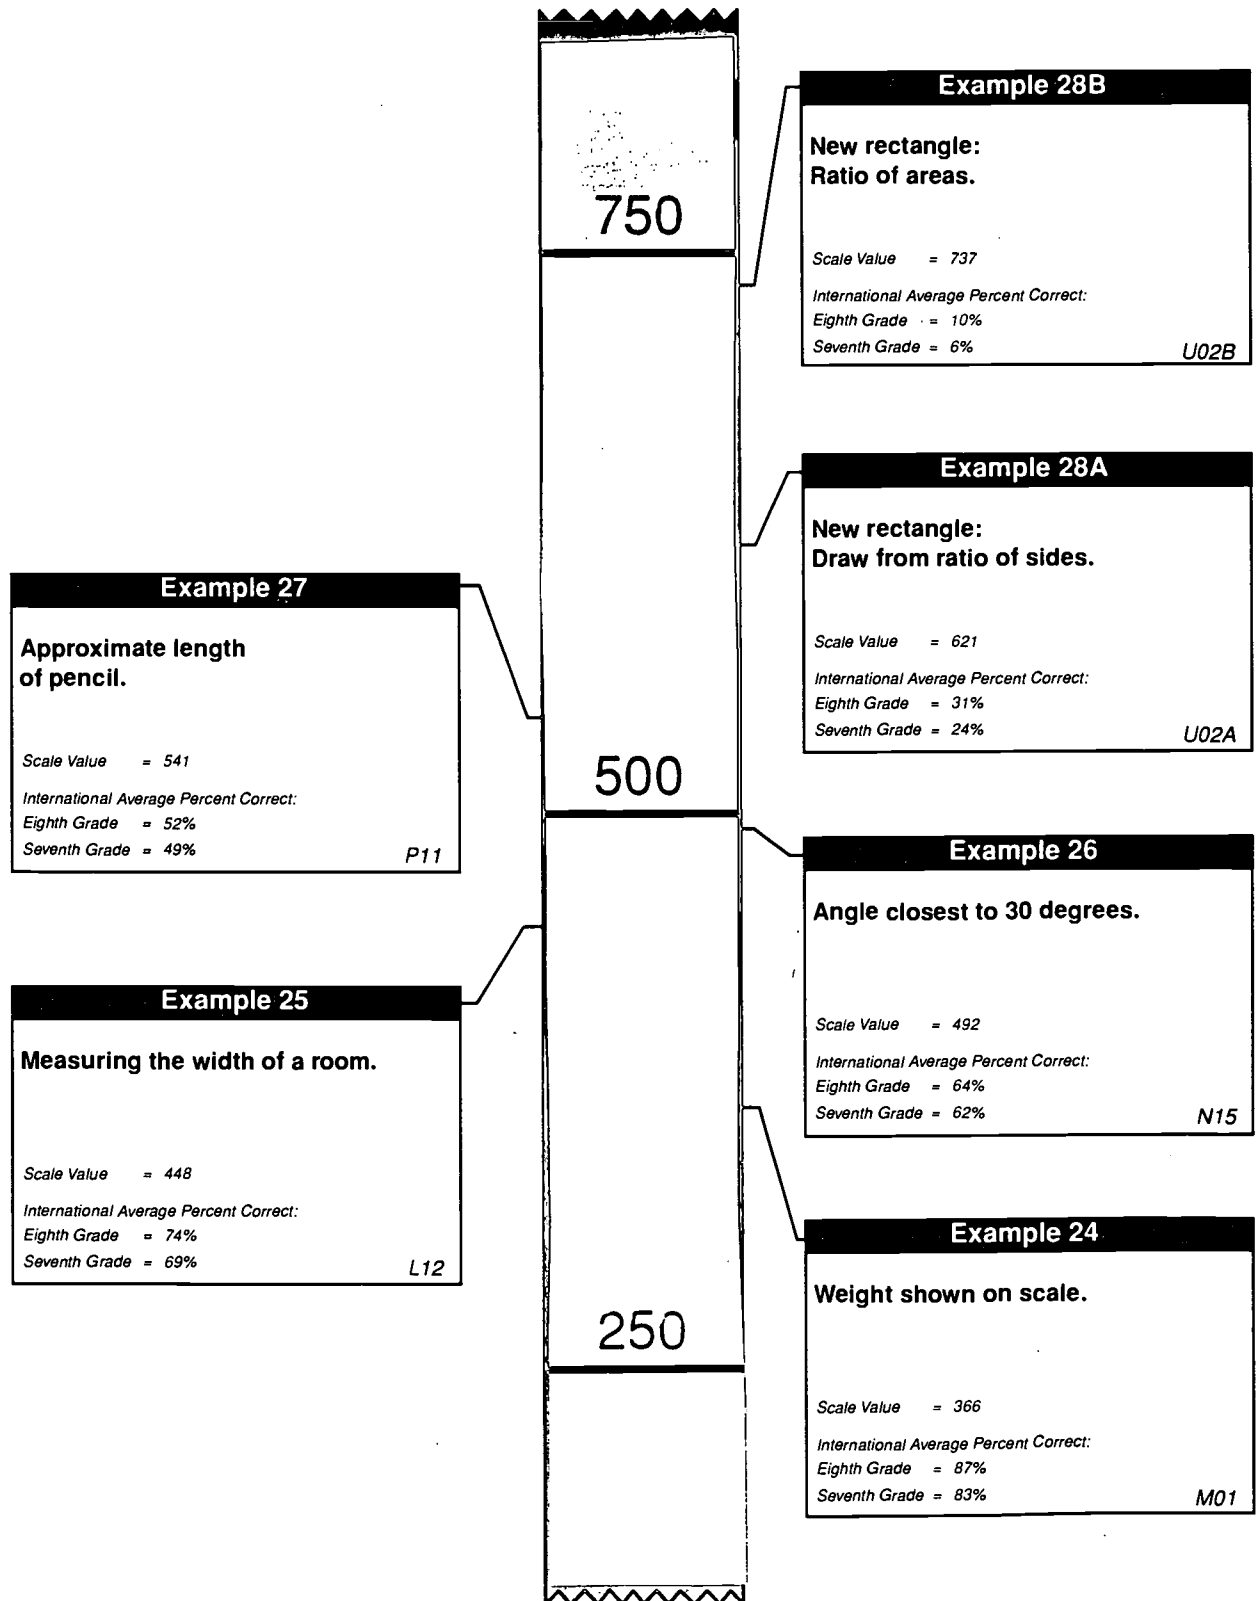 750
500
250
Example 28B
New rectangle:
Ratio of areas.
Scale Value = 737
International Average Percent Correct:
Eighth Grade = 10%
Seventh Grade = 6%
U02B
Example 28A
New rectangle:
Draw from ratio of sides.
Scale Value = 621
International Average Percent Correct:
Eighth Grade = 31%
Seventh Grade = 24%
U02A
Example 27
Approximate length
of pencil.
Scale Value = 541
International Average Percent Correct:
Eighth Grade = 52%
Seventh Grade = 49%
P11
Example 26
Angle closest to 30 degrees.
Scale Value = 492
International Average Percent Correct:
Eighth Grade = 64%
Seventh Grade = 62%
N15
Example 25
Measuring the width of a room.
Scale Value = 448
International Average Percent Correct:
Eighth Grade = 74%
Seventh Grade = 69%
L12
Example 24
Weight shown on scale.
Scale Value = 366
International Average Percent Correct:
Eighth Grade = 87%
Seventh Grade = 83%
M01